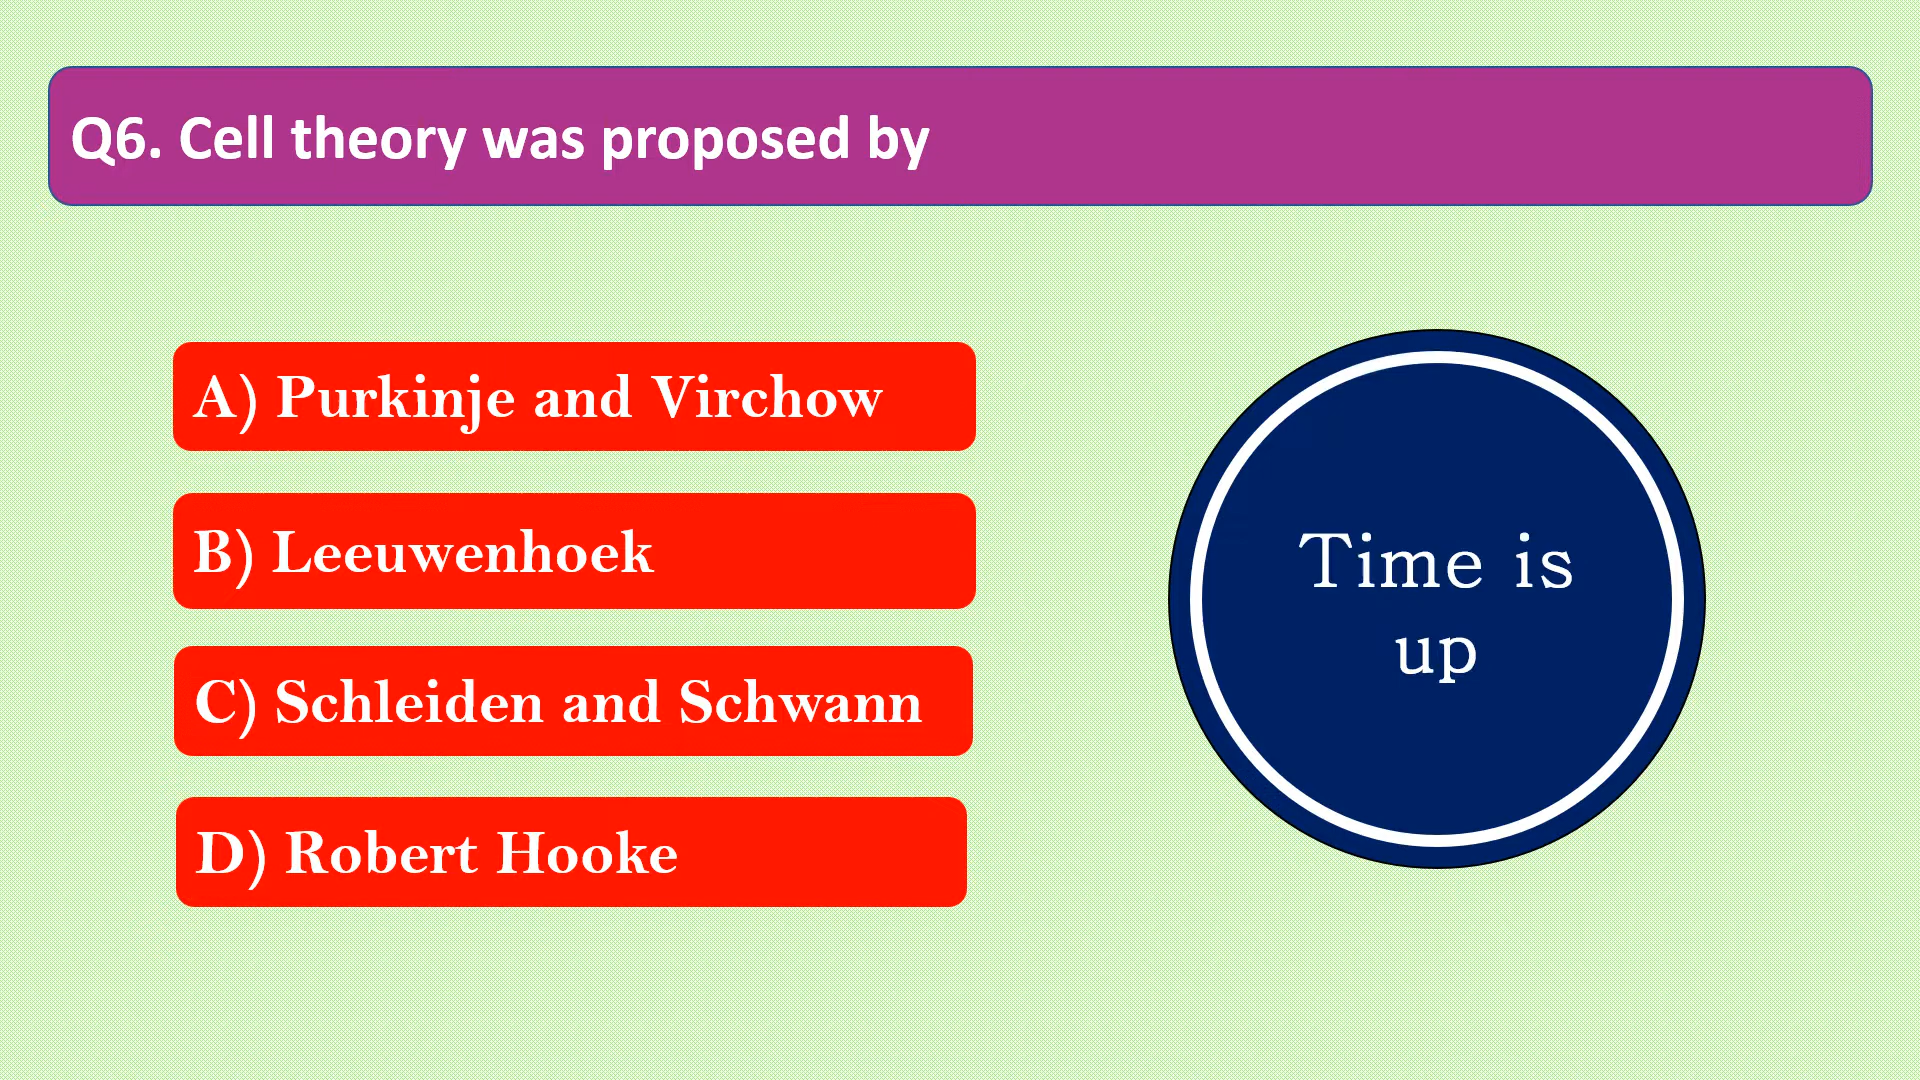 Q6. Cell theory was proposed by
A) Purkinje and Virchow
B) Leeuwenhoek
C) Schleiden and Schwann
D) Robert Hooke
Time is
up